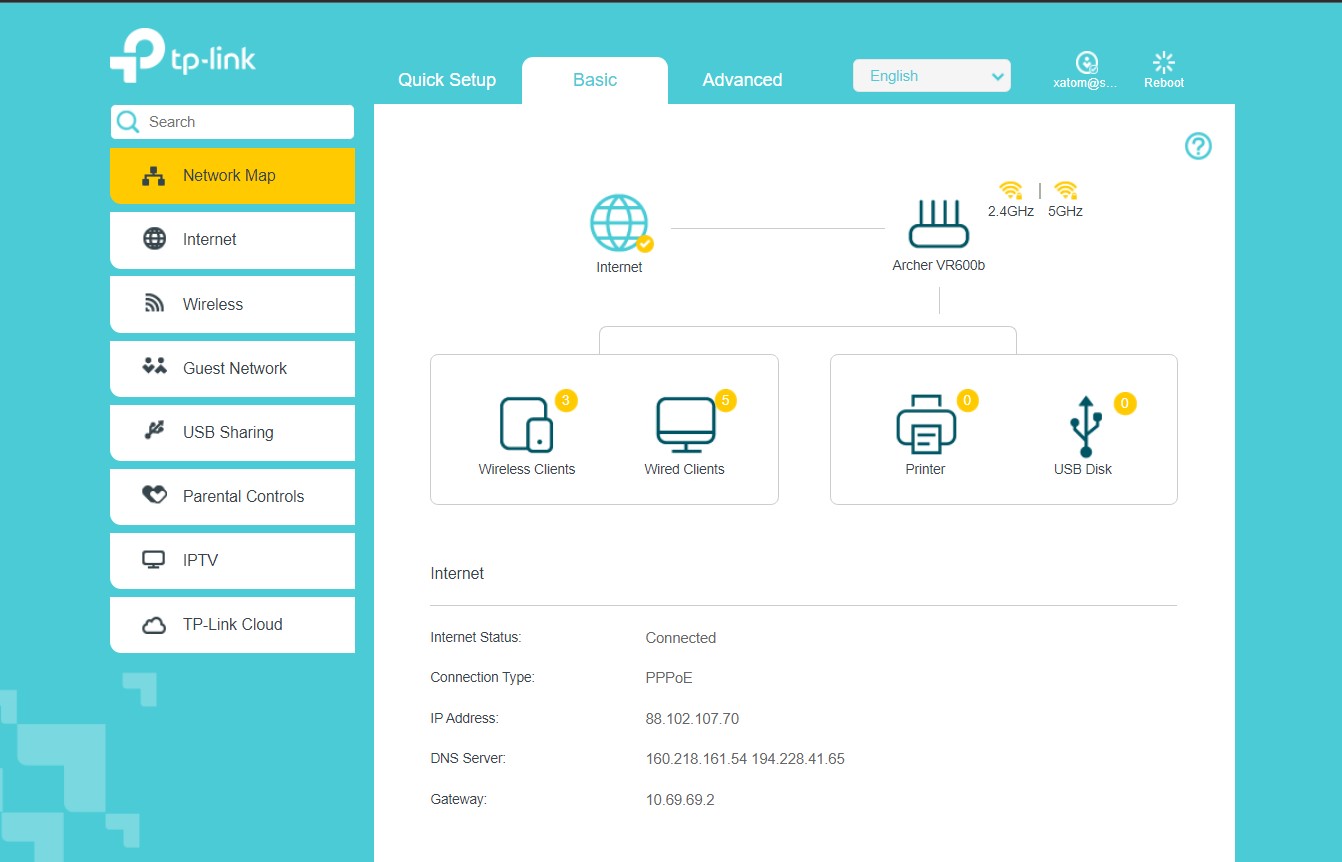 tp-link
Quick Setup Basic Advanced English xatom@s... Reboot
Search
Network Map
Internet
Wireless
Guest Network
USB Sharing
Parental Controls
IPTV
TP-Link Cloud
?
2.4GHz | 5GHz
Internet Archer VR600b
3 5 0 0
Wireless Clients Wired Clients Printer USB Disk
Internet
Internet Status: Connected
Connection Type: PPPoE
IP Address: 88.102.107.70
DNS Server: 160.218.161.54 194.228.41.65
Gateway: 10.69.69.2